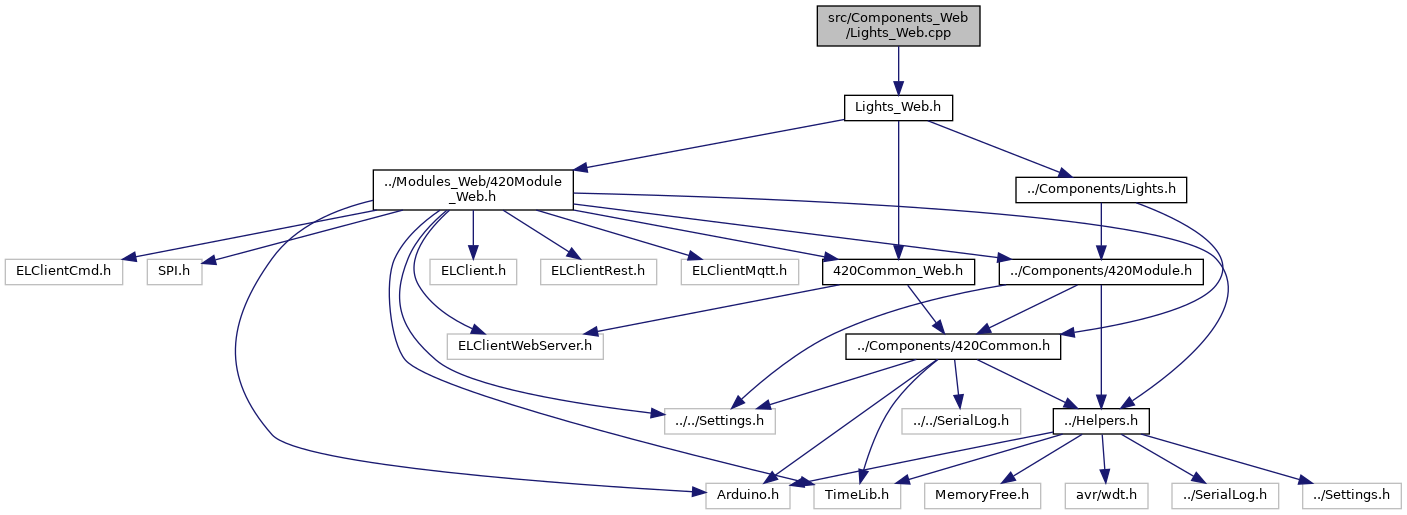 src/Components_Web
/Lights_Web.cpp
Lights_Web.h
../Modules_Web/420Module
_Web.h
../Components/Lights.h
ELClientCmd.h
SPI.h
ELClient.h
ELClientRest.h
ELClientMqtt.h
420Common_Web.h
../Components/420Module.h
ELClientWebServer.h
../Components/420Common.h
../../Settings.h
../../SerialLog.h
../Helpers.h
Arduino.h
TimeLib.h
MemoryFree.h
avr/wdt.h
../SerialLog.h
../Settings.h